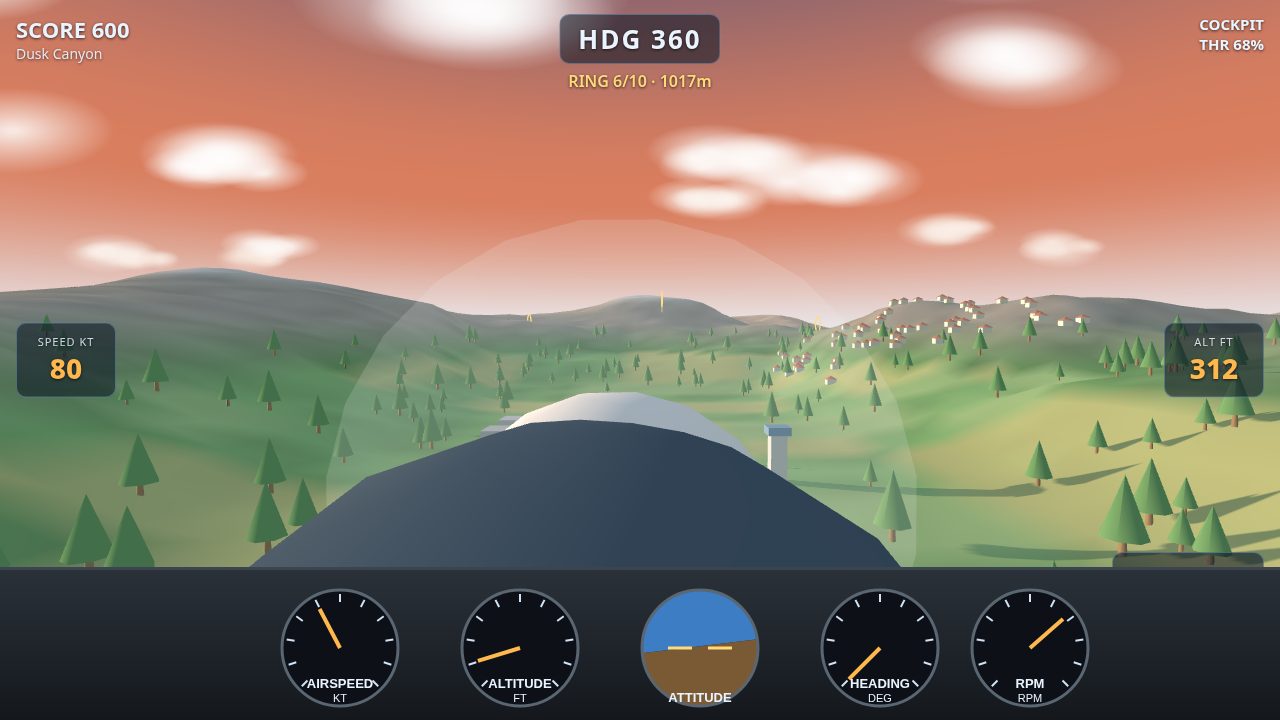 SCORE 600
Dusk Canyon
HDG 360
RING 6/10 · 1017m
COCKPIT
THR 68%
SPEED KT
80
ALT FT
312
AIRSPEED
KT
ALTITUDE
FT
ATTITUDE
HEADING
DEG
RPM
RPM